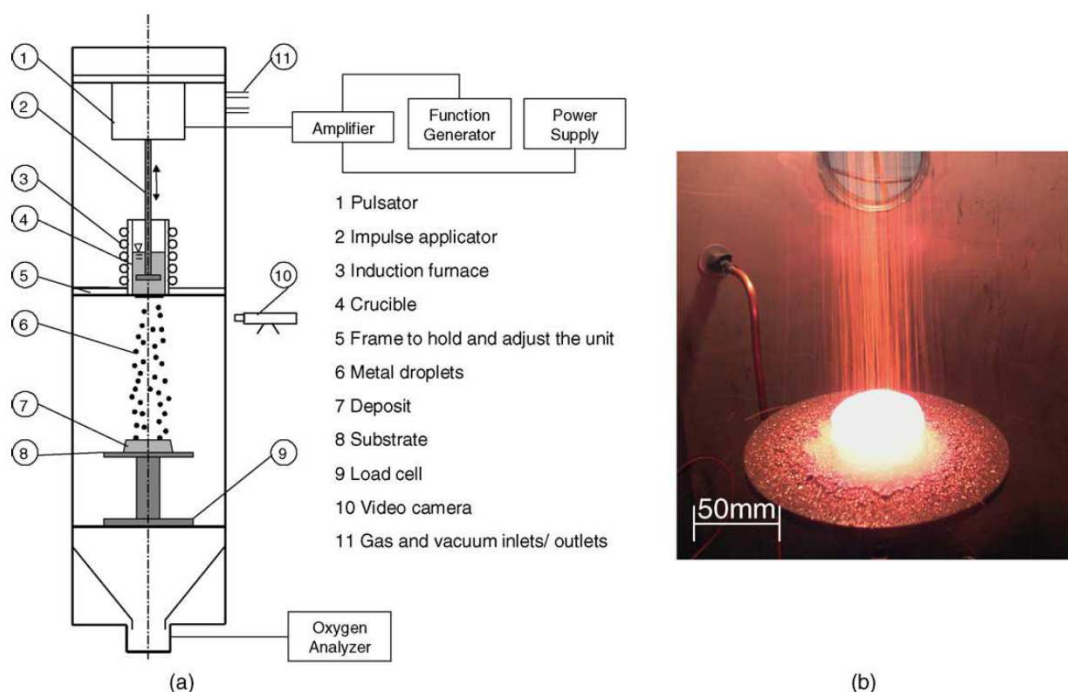 1
2
3
4
5
6
7
8
9
10
11
Amplifier
Function
Generator
Power
Supply
1 Pulsator
2 Impulse applicator
3 Induction furnace
4 Crucible
5 Frame to hold and adjust the unit
6 Metal droplets
7 Deposit
8 Substrate
9 Load cell
10 Video camera
11 Gas and vacuum inlets/ outlets
Oxygen
Analyzer
(a)
50mm
(b)